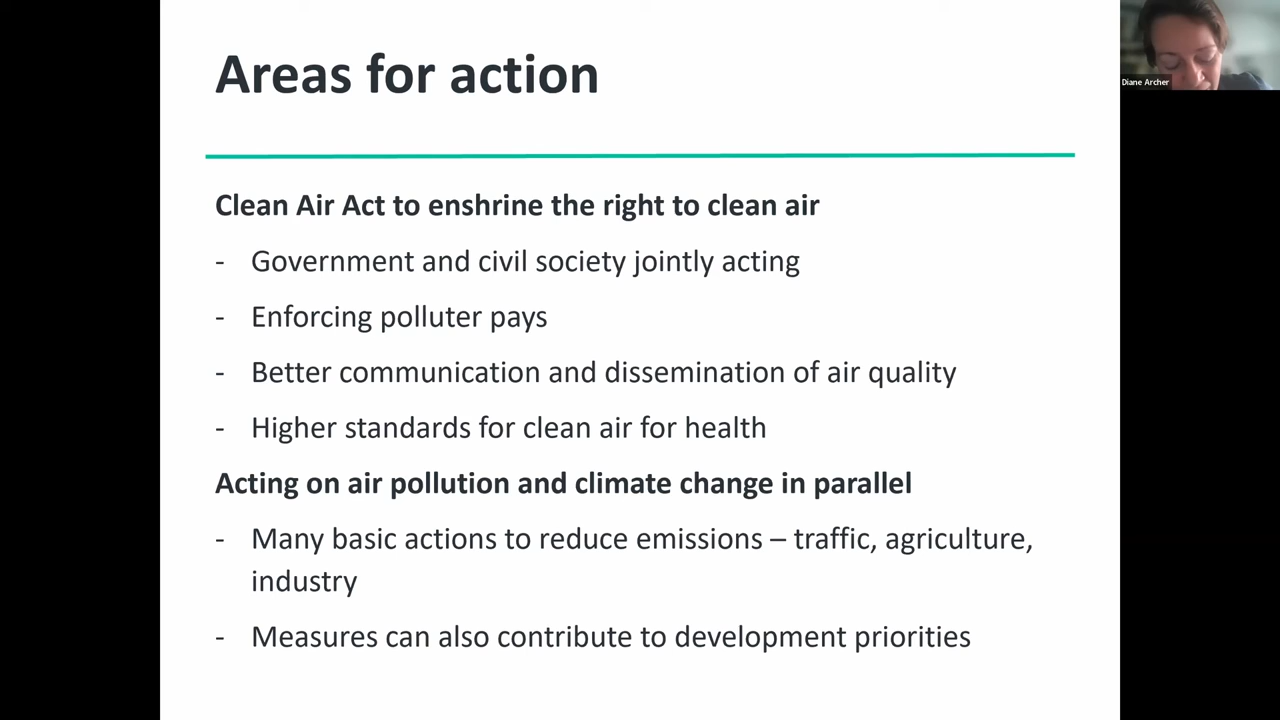 Areas for action
Diane Archer
Clean Air Act to enshrine the right to clean air
- Government and civil society jointly acting
- Enforcing polluter pays
- Better communication and dissemination of air quality
- Higher standards for clean air for health
Acting on air pollution and climate change in parallel
- Many basic actions to reduce emissions – traffic, agriculture,
industry
- Measures can also contribute to development priorities